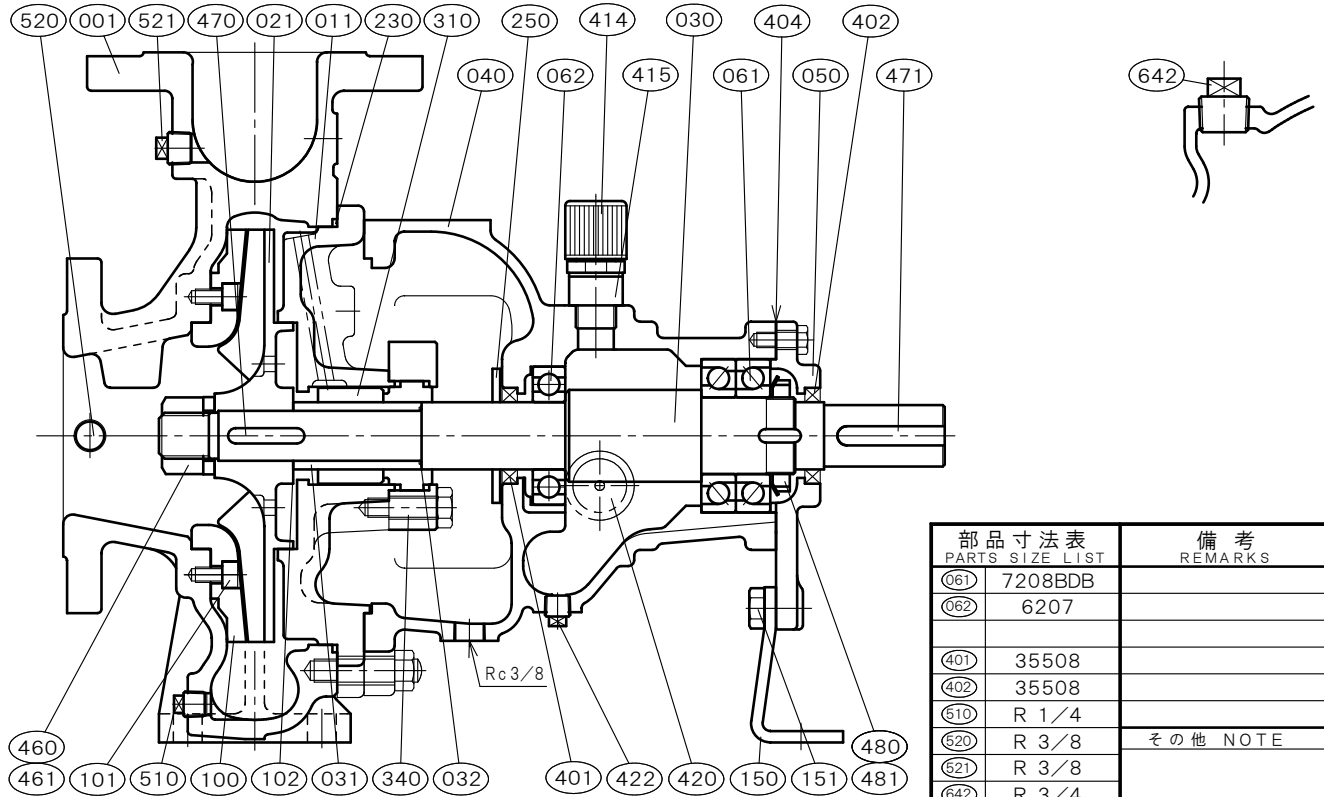 520 001 521 470 021 011 230 310 250 414 030 404 402
040 062 415 061 050 471 642
Rc3/8
460 401 422 420 150 151 480
461 101 510 100 102 031 340 032 481
部品寸法表 備考
PARTS SIZE LIST REMARKS
061 7208BDB
062 6207
401 35508
402 35508
510 R 1/4
520 R 3/8 その他 NOTE
521 R 3/8
642 R 3/4